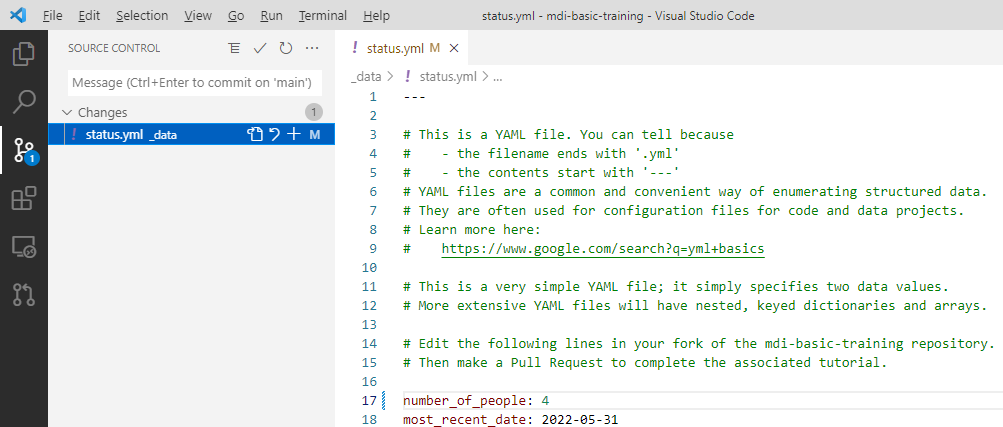 File Edit Selection View Go Run Terminal Help status.yml - mdi-basic-training - Visual Studio Code
SOURCE CONTROL
Message (Ctrl+Enter to commit on 'main')
Changes 1
! status.yml _data M
1
! status.yml M
_data > ! status.yml > ...
1 ---
2
3 # This is a YAML file. You can tell because
4 #    - the filename ends with '.yml'
5 #    - the contents start with '---'
6 # YAML files are a common and convenient way of enumerating structured data.
7 # They are often used for configuration files for code and data projects.
8 # Learn more here:
9 #    https://www.google.com/search?q=yml+basics
10
11 # This is a very simple YAML file; it simply specifies two data values.
12 # More extensive YAML files will have nested, keyed dictionaries and arrays.
13
14 # Edit the following lines in your fork of the mdi-basic-training repository.
15 # Then make a Pull Request to complete the associated tutorial.
16
17 number_of_people: 4
18 most_recent_date: 2022-05-31